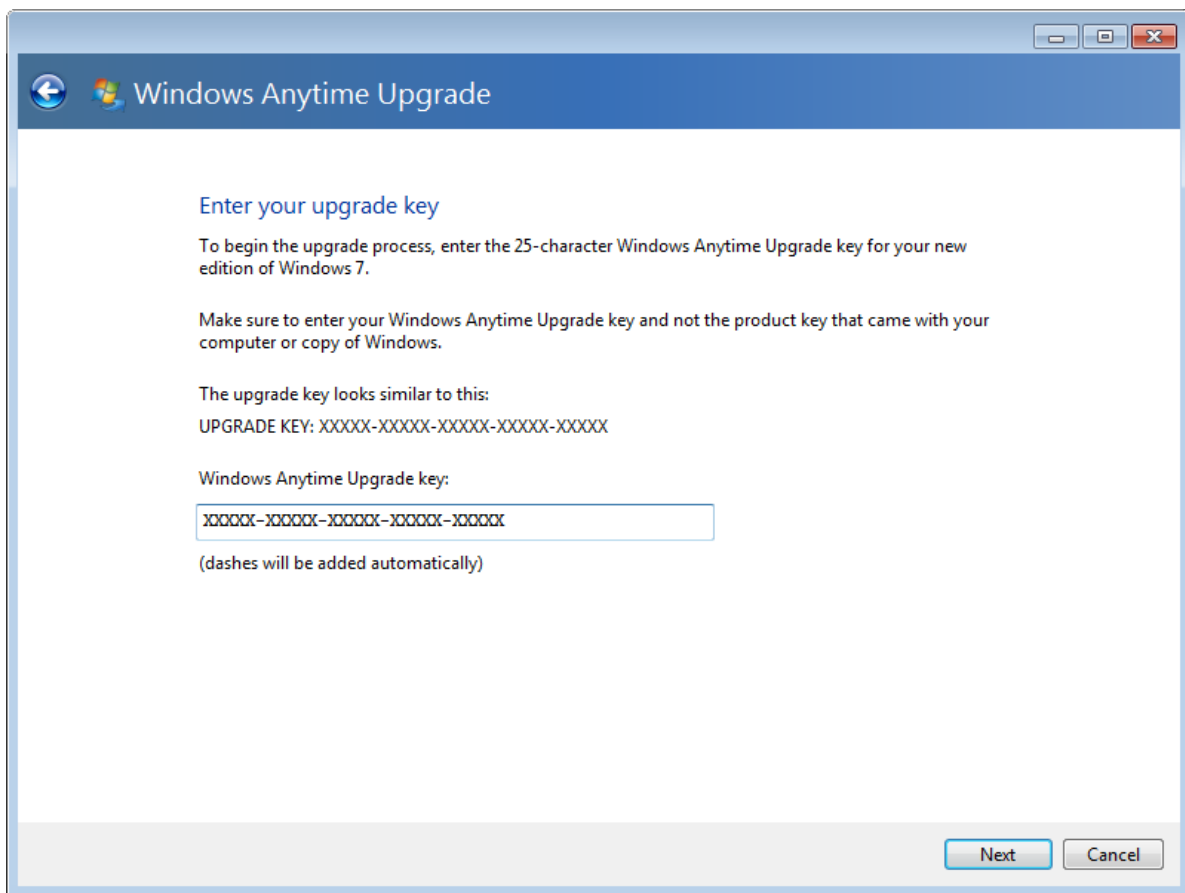 Windows Anytime Upgrade
Enter your upgrade key
To begin the upgrade process, enter the 25-character Windows Anytime Upgrade key for your new
edition of Windows 7.
Make sure to enter your Windows Anytime Upgrade key and not the product key that came with your
computer or copy of Windows.
The upgrade key looks similar to this:
UPGRADE KEY: XXXXX-XXXXX-XXXXX-XXXXX-XXXXX
Windows Anytime Upgrade key:
XXXXX-XXXXX-XXXXX-XXXXX-XXXXX
(dashes will be added automatically)
Next Cancel